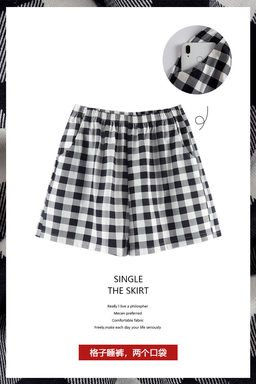 SINGLE
THE SKIRT
Really I live a philosopher
Mecen preferred
Comfortable fabric
Freely,make each day your life seriously
格子睡裤，两个口袋